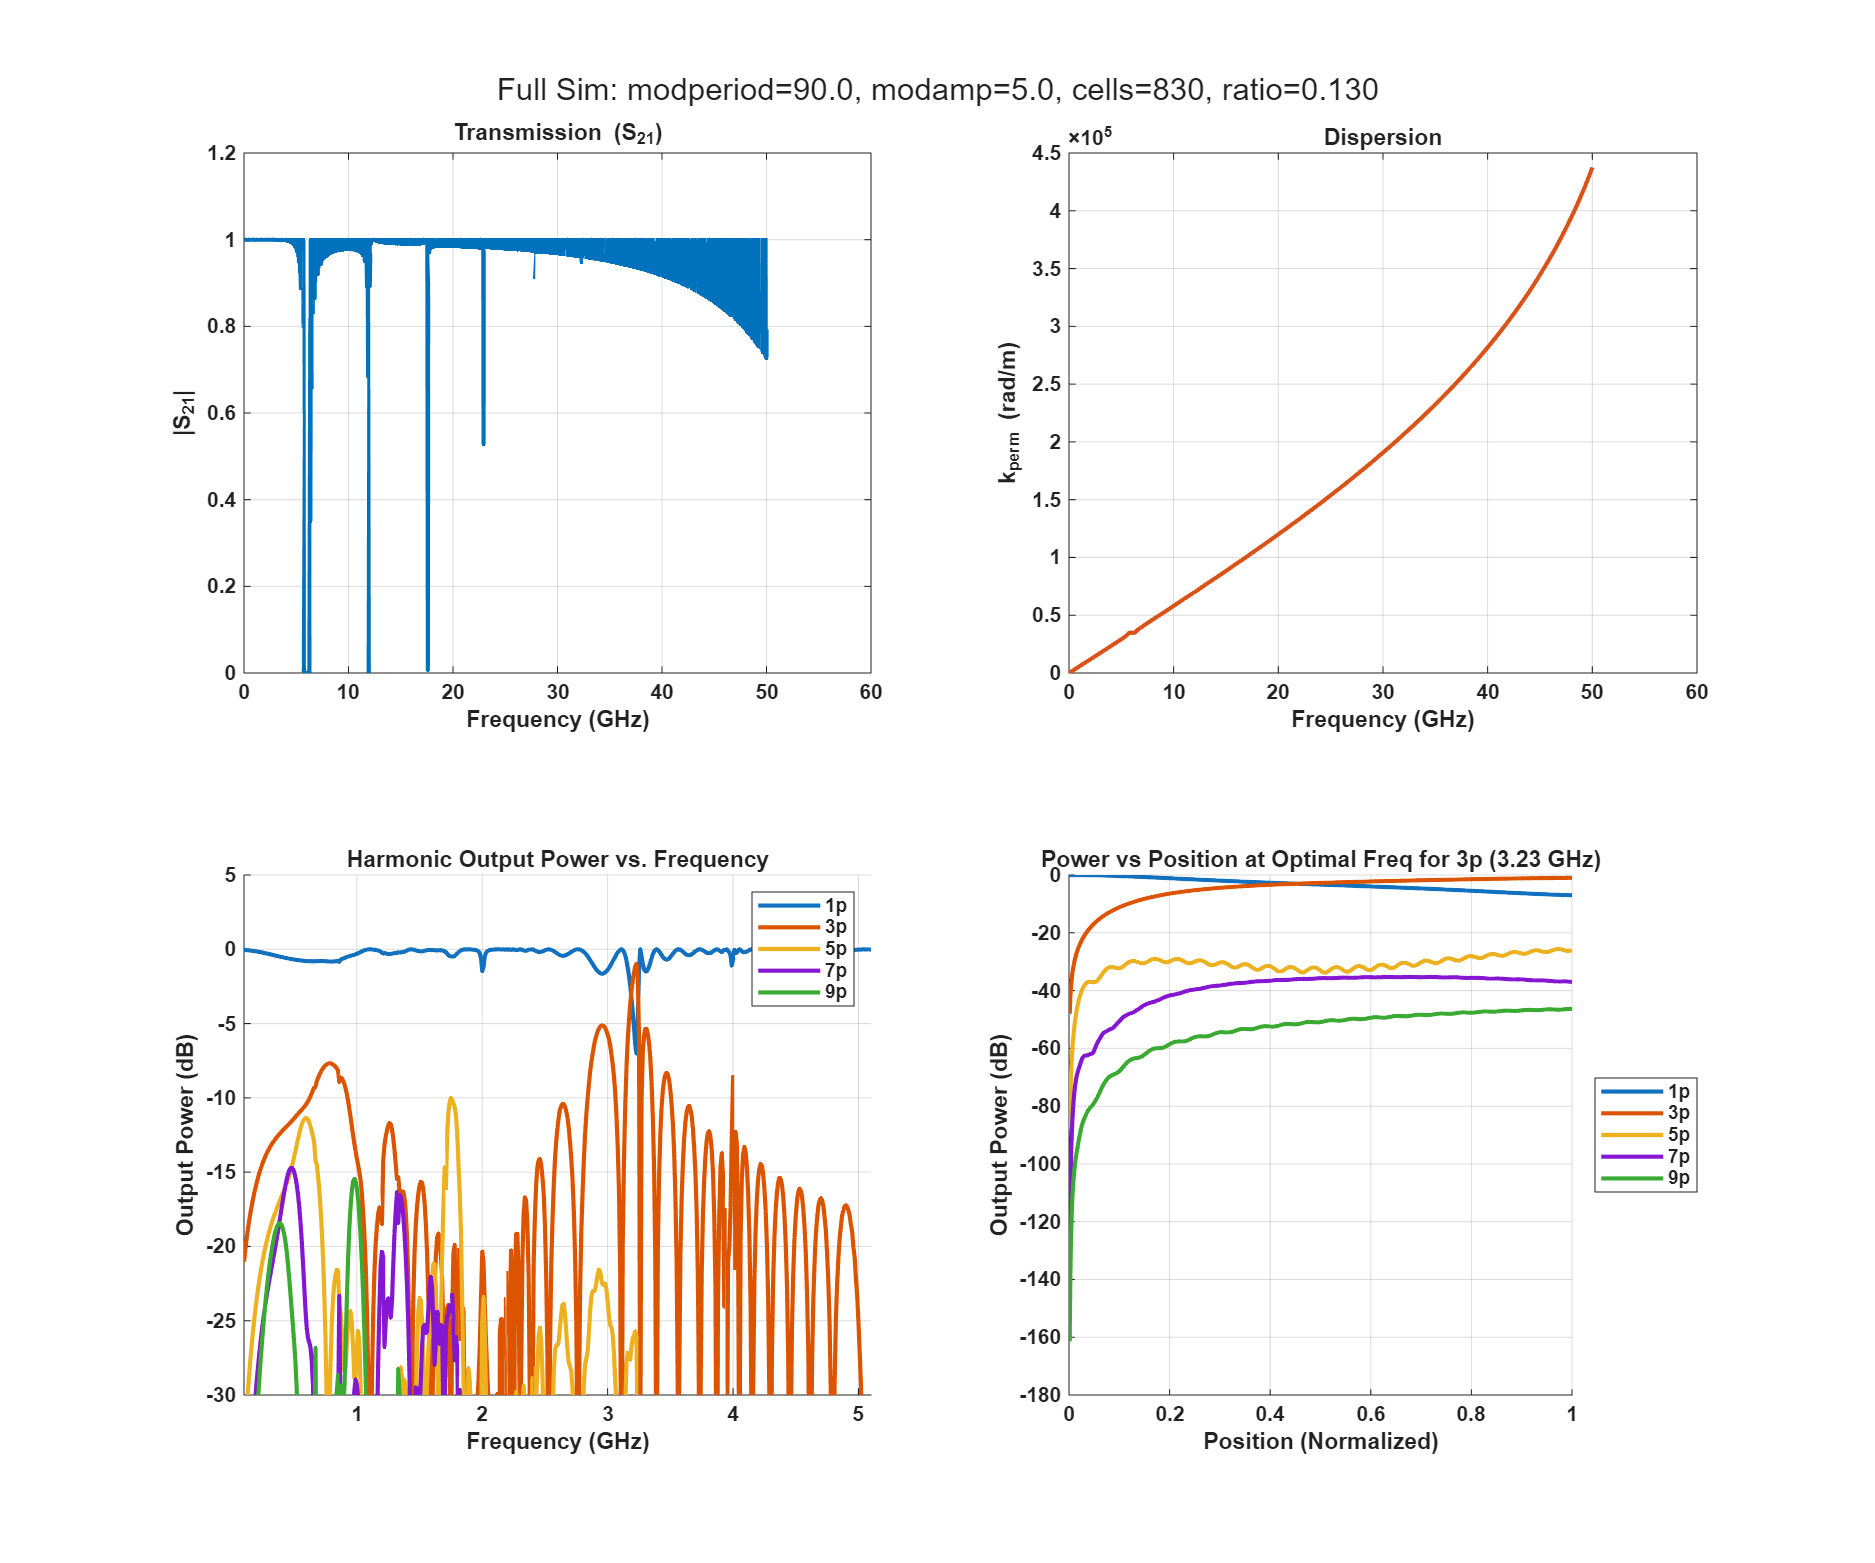 Full Sim: modperiod=90.0, modamp=5.0, cells=830, ratio=0.130
Transmission (S21)
1.2
1
0.8
0.6
0.4
0.2
0
0 10 20 30 40 50 60
|S21|
Frequency (GHz)
×10^5
Dispersion
4.5
4
3.5
3
2.5
2
1.5
1
0.5
0
0 10 20 30 40 50 60
kperm (rad/m)
Frequency (GHz)
Harmonic Output Power vs. Frequency
5
0
-5
-10
-15
-20
-25
-30
1 2 3 4 5
Output Power (dB)
Frequency (GHz)
1p
3p
5p
7p
9p
Power vs Position at Optimal Freq for 3p (3.23 GHz)
0
-20
-40
-60
-80
-100
-120
-140
-160
-180
0 0.2 0.4 0.6 0.8 1
Output Power (dB)
Position (Normalized)
1p
3p
5p
7p
9p